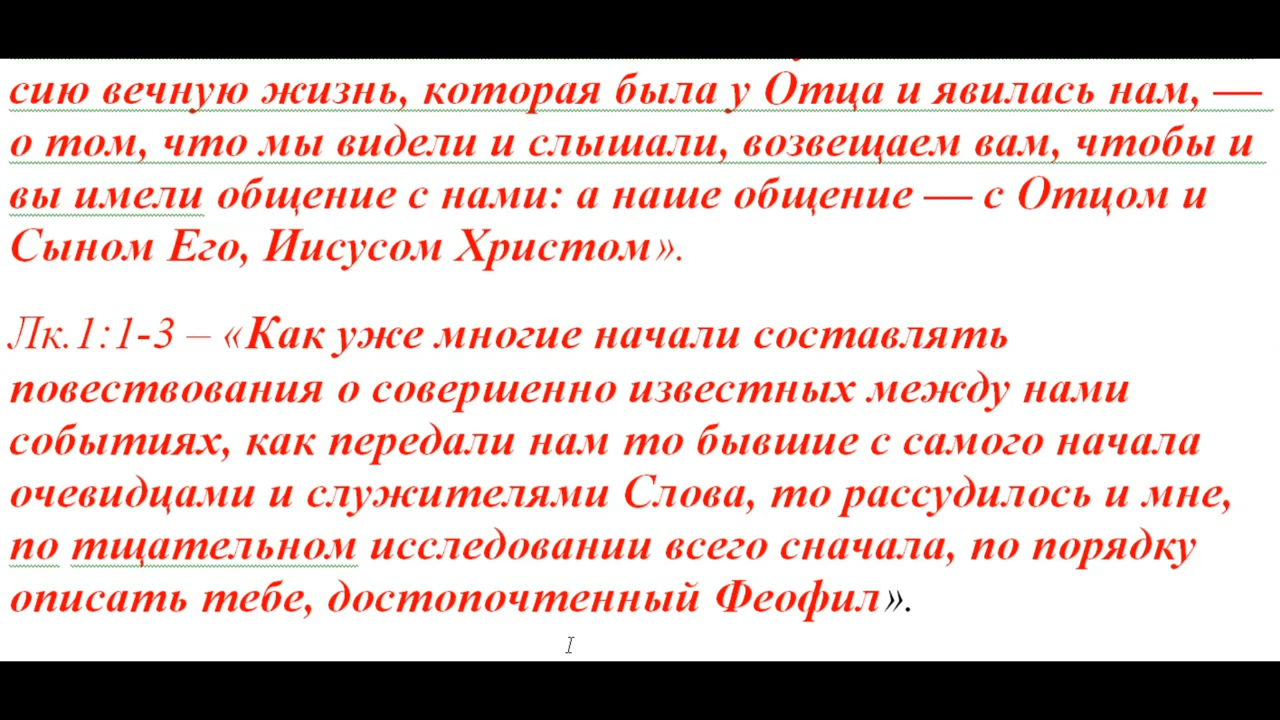 сию вечную жизнь, которая была у Отца и явилась нам, —
о том, что мы видели и слышали, возвещаем вам, чтобы и
вы имели общение с нами: а наше общение — с Отцом и
Сыном Его, Иисусом Христом».
Лк.1:1-3 – «Как уже многие начали составлять
повествования о совершенно известных между нами
событиях, как передали нам то бывшие с самого начала
очевидцами и служителями Слова, то рассудилось и мне,
по тщательном исследовании всего сначала, по порядку
описать тебе, достопочтенный Феофил».